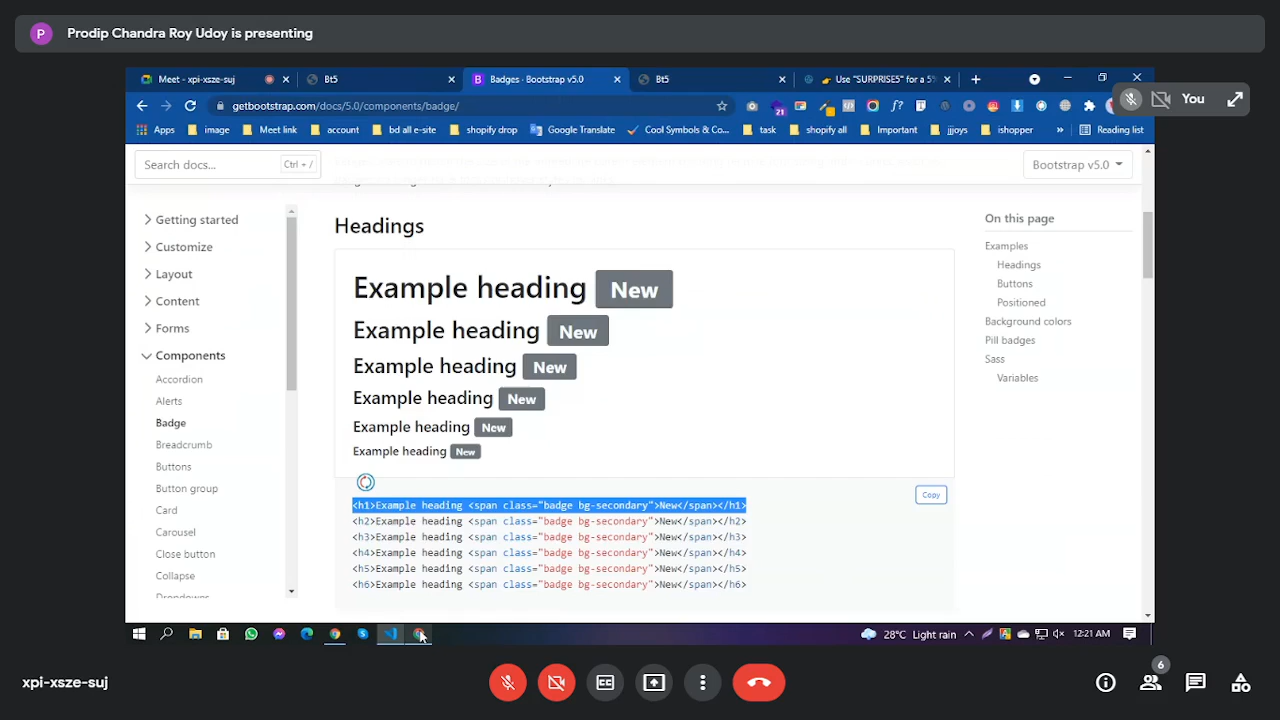 P Prodip Chandra Roy Udoy is presenting
Meet - xpi-xsze-suj
Bt5
Badges · Bootstrap v5.0
Bt5
Use "SURPRISE5" for a 5%
getbootstrap.com/docs/5.0/components/badge/
21
You
Apps image Meet link account bd all e-site shopify drop Google Translate Cool Symbols & Co... task shopify all Important jjjoys ishopper » Reading list
Search docs... Ctrl + /
Bootstrap v5.0
Getting started
Customize
Layout
Content
Forms
Components
Accordion
Alerts
Badge
Breadcrumb
Buttons
Button group
Card
Carousel
Close button
Collapse
Dropdowns
Headings
Example heading New
Example heading New
Example heading New
Example heading New
Example heading New
Example heading New
Copy
<h1>Example heading <span class="badge bg-secondary">New</span></h1>
<h2>Example heading <span class="badge bg-secondary">New</span></h2>
<h3>Example heading <span class="badge bg-secondary">New</span></h3>
<h4>Example heading <span class="badge bg-secondary">New</span></h4>
<h5>Example heading <span class="badge bg-secondary">New</span></h5>
<h6>Example heading <span class="badge bg-secondary">New</span></h6>
On this page
Examples
Headings
Buttons
Positioned
Background colors
Pill badges
Sass
Variables
28°C Light rain 12:21 AM
xpi-xsze-suj
CC
6